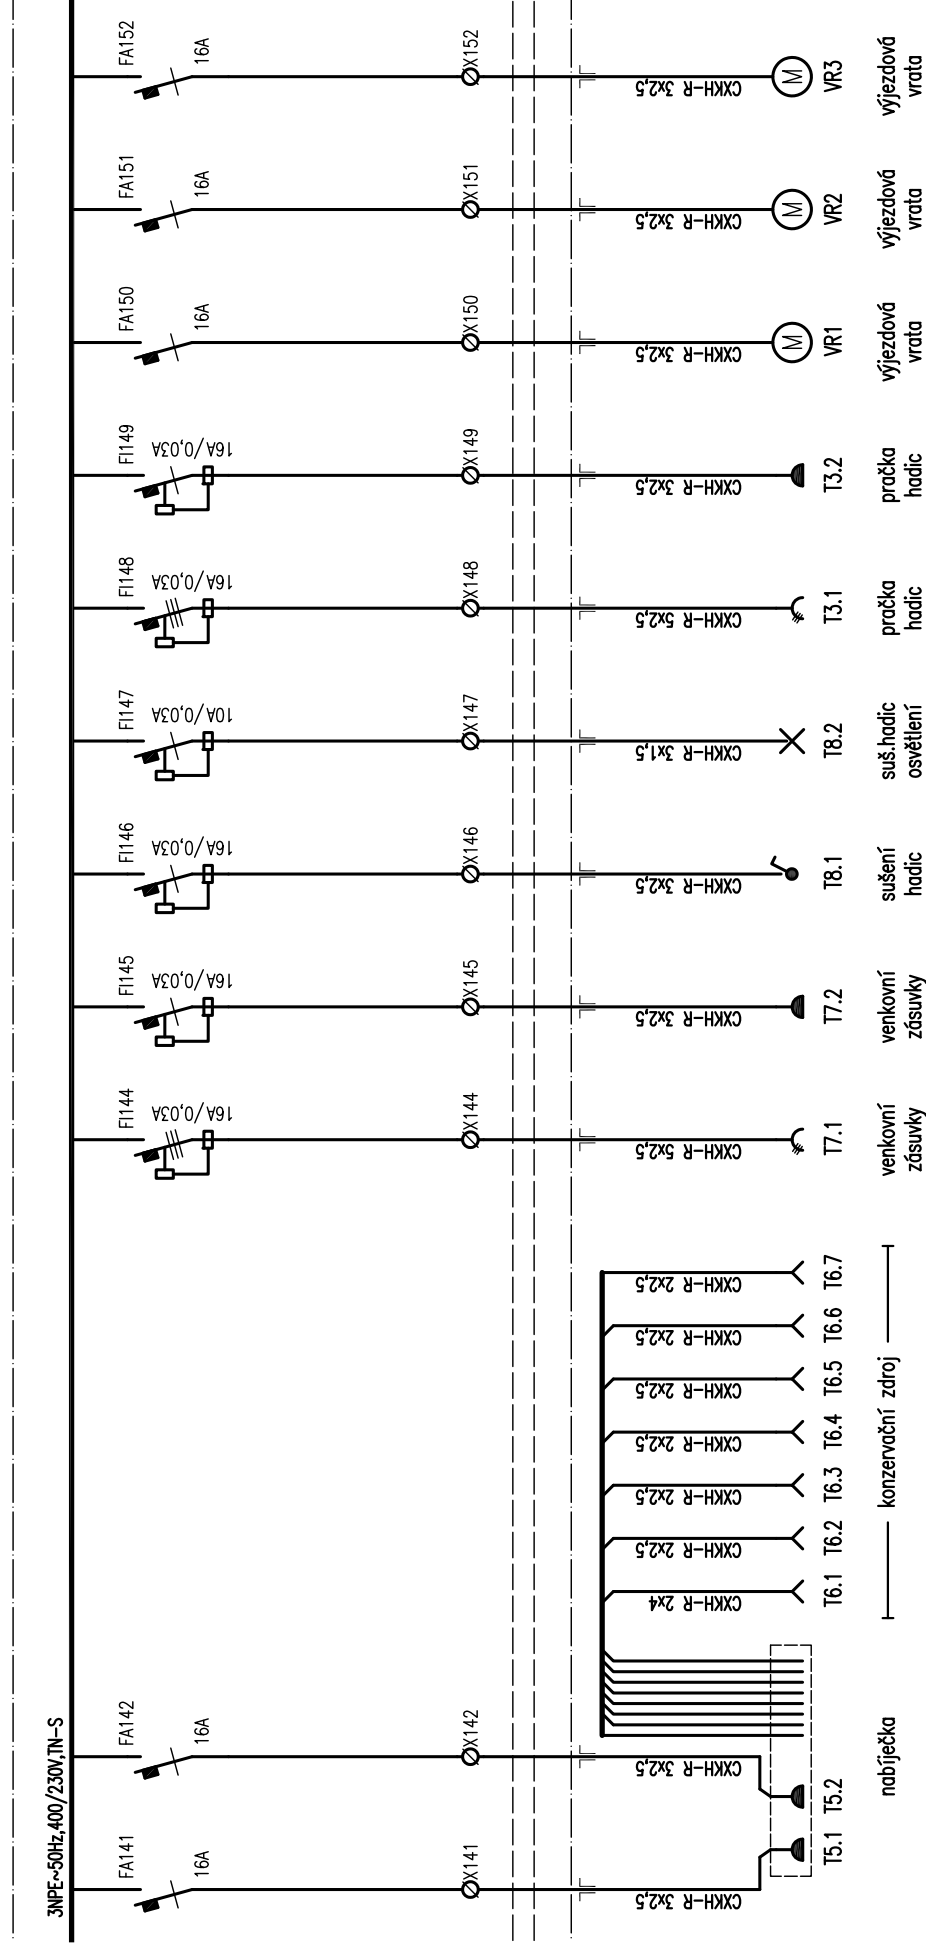 3NPE~50Hz,400/230V,TN-S
FA141
16A
X141
CXKH-R 3x2,5
T5.1
FA142
16A
X142
CXKH-R 3x2,5
T5.2
nabíječka
CXKH-R 2x4
T6.1
CXKH-R 2x2,5
T6.2
CXKH-R 2x2,5
T6.3
CXKH-R 2x2,5
T6.4
CXKH-R 2x2,5
T6.5
CXKH-R 2x2,5
T6.6
CXKH-R 2x2,5
T6.7
konzervační zdroj
FI144
16A/0,03A
X144
CXKH-R 5x2,5
T7.1
venkovní
zásuvky
FI145
16A/0,03A
X145
CXKH-R 3x2,5
T7.2
venkovní
zásuvky
FI146
16A/0,03A
X146
CXKH-R 3x2,5
T8.1
sušení
hadic
FI147
10A/0,03A
X147
CXKH-R 3x1,5
T8.2
suš.hadic
osvětlení
FI148
16A/0,03A
X148
CXKH-R 5x2,5
T3.1
pračka
hadic
FI149
16A/0,03A
X149
CXKH-R 3x2,5
T3.2
pračka
hadic
FA150
16A
X150
CXKH-R 3x2,5
M
VR1
výjezdová
vrata
FA151
16A
X151
CXKH-R 3x2,5
M
VR2
výjezdová
vrata
FA152
16A
X152
CXKH-R 3x2,5
M
VR3
výjezdová
vrata